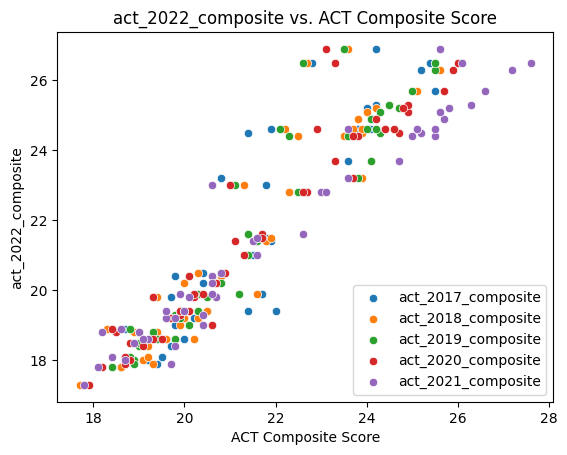 act_2022_composite vs. ACT Composite Score
act_2022_composite
26
24
22
20
18
18
20
22
24
26
28
ACT Composite Score
act_2017_composite
act_2018_composite
act_2019_composite
act_2020_composite
act_2021_composite